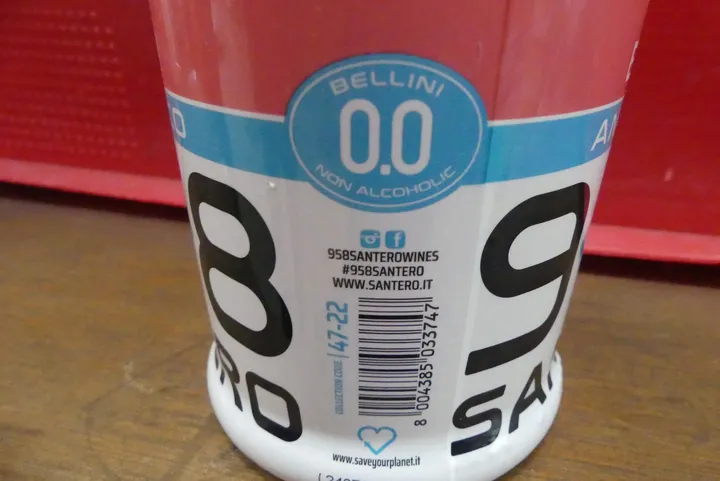 BELLINI
0.0
NON ALCOHOLIC
8
9
958SANTEROWINES
#958SANTERO
WWW.SANTERO.IT
COLLECTION CODE | 47-22
8 004385 033747
RO
SAN
www.saveyourplanet.it